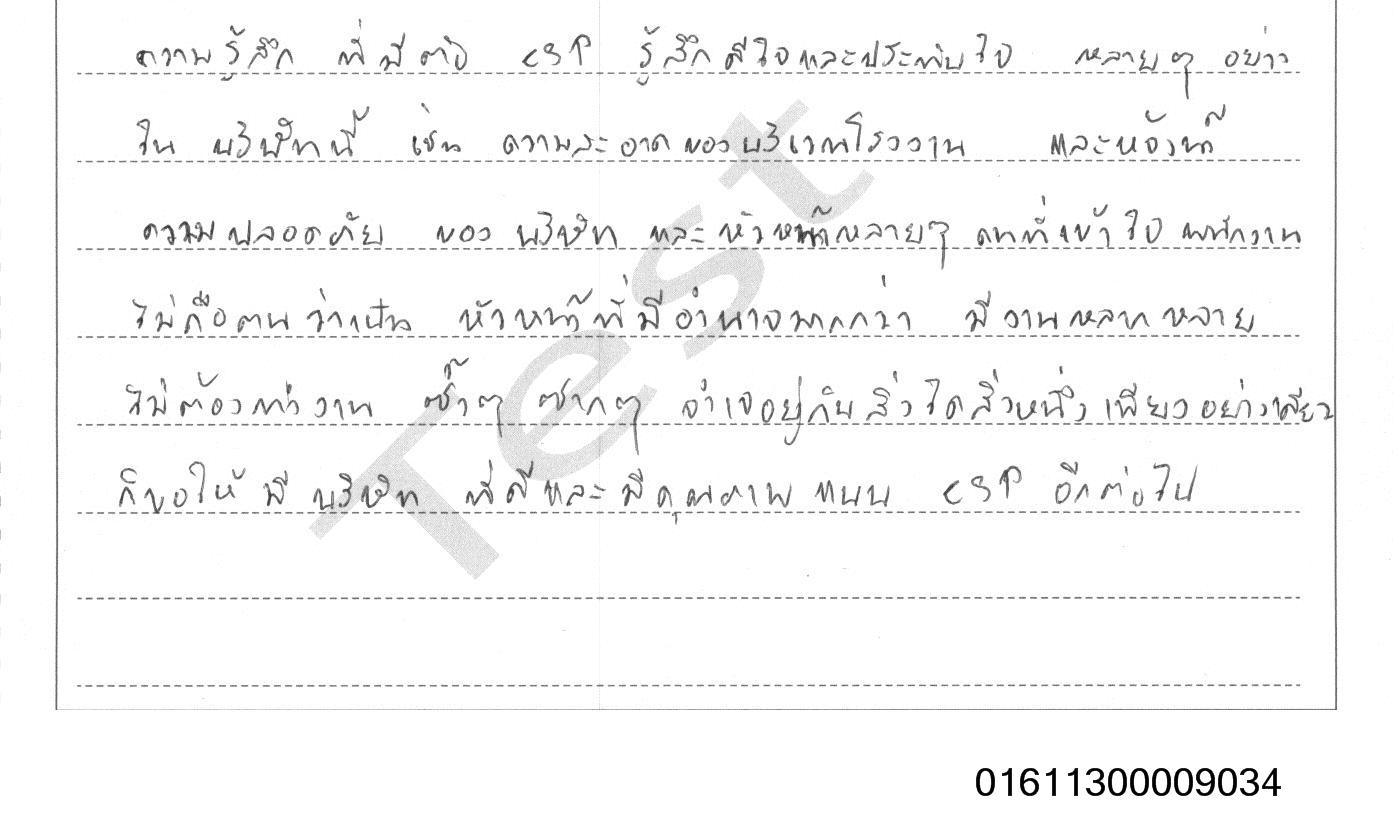 ความรู้สึก ที่มีต่อ CSP รู้สึกดีใจและประทับใจ หลายๆ อย่าง
ใน บริษัทนี้ เช่น ความสะอาดของบริเวณโรงงาน และห้องน้ำ
ความปลอดภัย ของ บริษัท และ หัวหน้าหลายๆ คนที่เข้าใจ พนักงาน
ไม่ถือตนว่าเป็น หัวหน้าที่มีอำนาจมากกว่า มีงานหลากหลาย
ไม่ต้องทำงาน ซ้ำๆ ซากๆ จำเจอยู่กับสิ่งใดสิ่งหนึ่ง เพียงอย่างเดียว
ก็ขอให้ มี บริษัท ที่ดีและ มีคุณภาพ แบบ CSP อีกต่อไป
Test
01611300009034